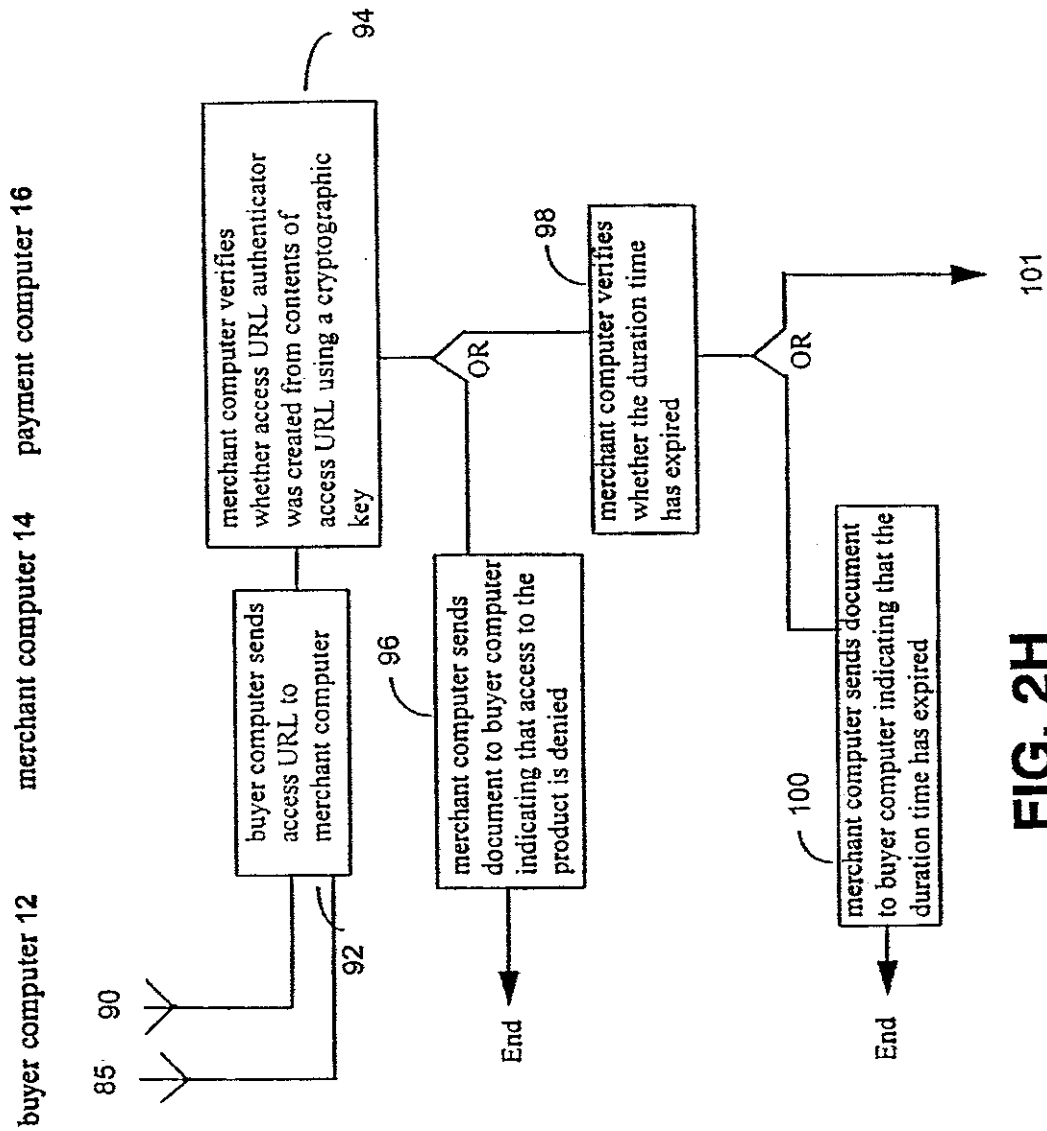 buyer computer 12 merchant computer 14 payment computer 16
85
90
92
buyer computer sends
access URL to
merchant computer
94
merchant computer verifies
whether access URL authenticator
was created from contents of
access URL using a cryptographic
key
OR
96
merchant computer sends
document to buyer computer
indicating that access to the
product is denied
End
98
merchant computer verifies
whether the duration time
has expired
OR
100
merchant computer sends document
to buyer computer indicating that the
duration time has expired
End
101
FIG. 2H